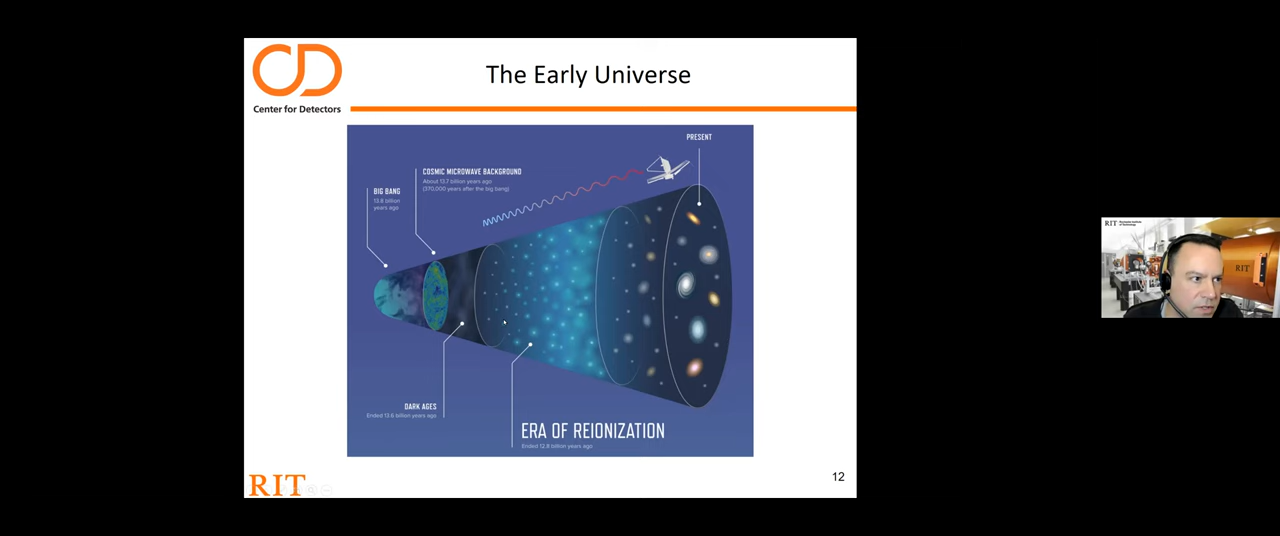 The Early Universe
Center for Detectors
PRESENT
COSMIC MICROWAVE BACKGROUND
About 13.7 billion years ago
(370,000 years after the big bang)
BIG BANG
13.8 billion
years ago
DARK AGES
Ended 13.6 billion years ago
ERA OF REIONIZATION
Ended 12.8 billion years ago
RIT
12
RIT
RIT